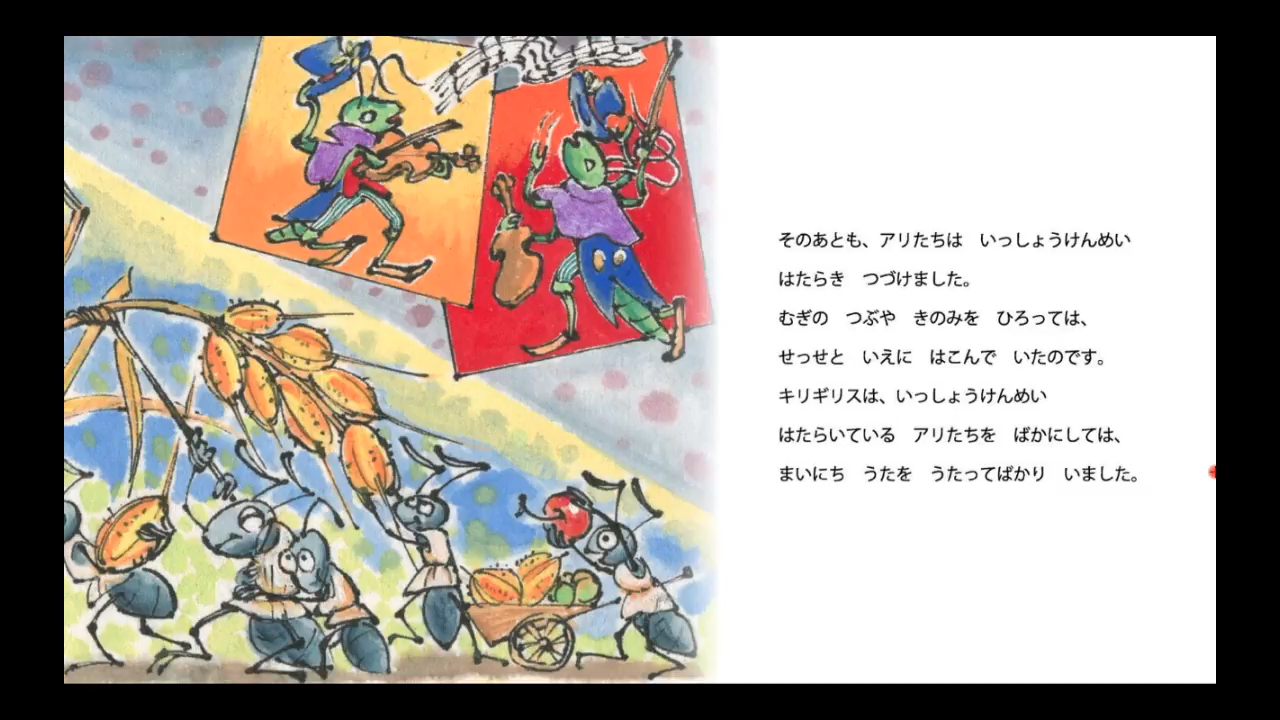 そのあとも、アリたちは　いっしょうけんめい
はたらき　つづけました。
むぎの　つぶや　きのみを　ひろっては、
せっせと　いえに　はこんで　いたのです。
キリギリスは、いっしょうけんめい
はたらいている　アリたちを　ばかにしては、
まいにち　うたを　うたってばかり　いました。